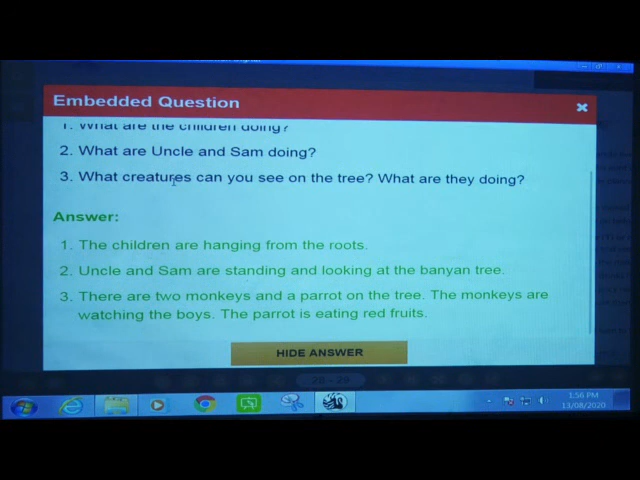 Embedded Question
1. What are the children doing?
2. What are Uncle and Sam doing?
3. What creatures can you see on the tree? What are they doing?
Answer:
1. The children are hanging from the roots.
2. Uncle and Sam are standing and looking at the banyan tree.
3. There are two monkeys and a parrot on the tree. The monkeys are
watching the boys. The parrot is eating red fruits.
HIDE ANSWER
28 - 29
1:56 PM
13/08/2020